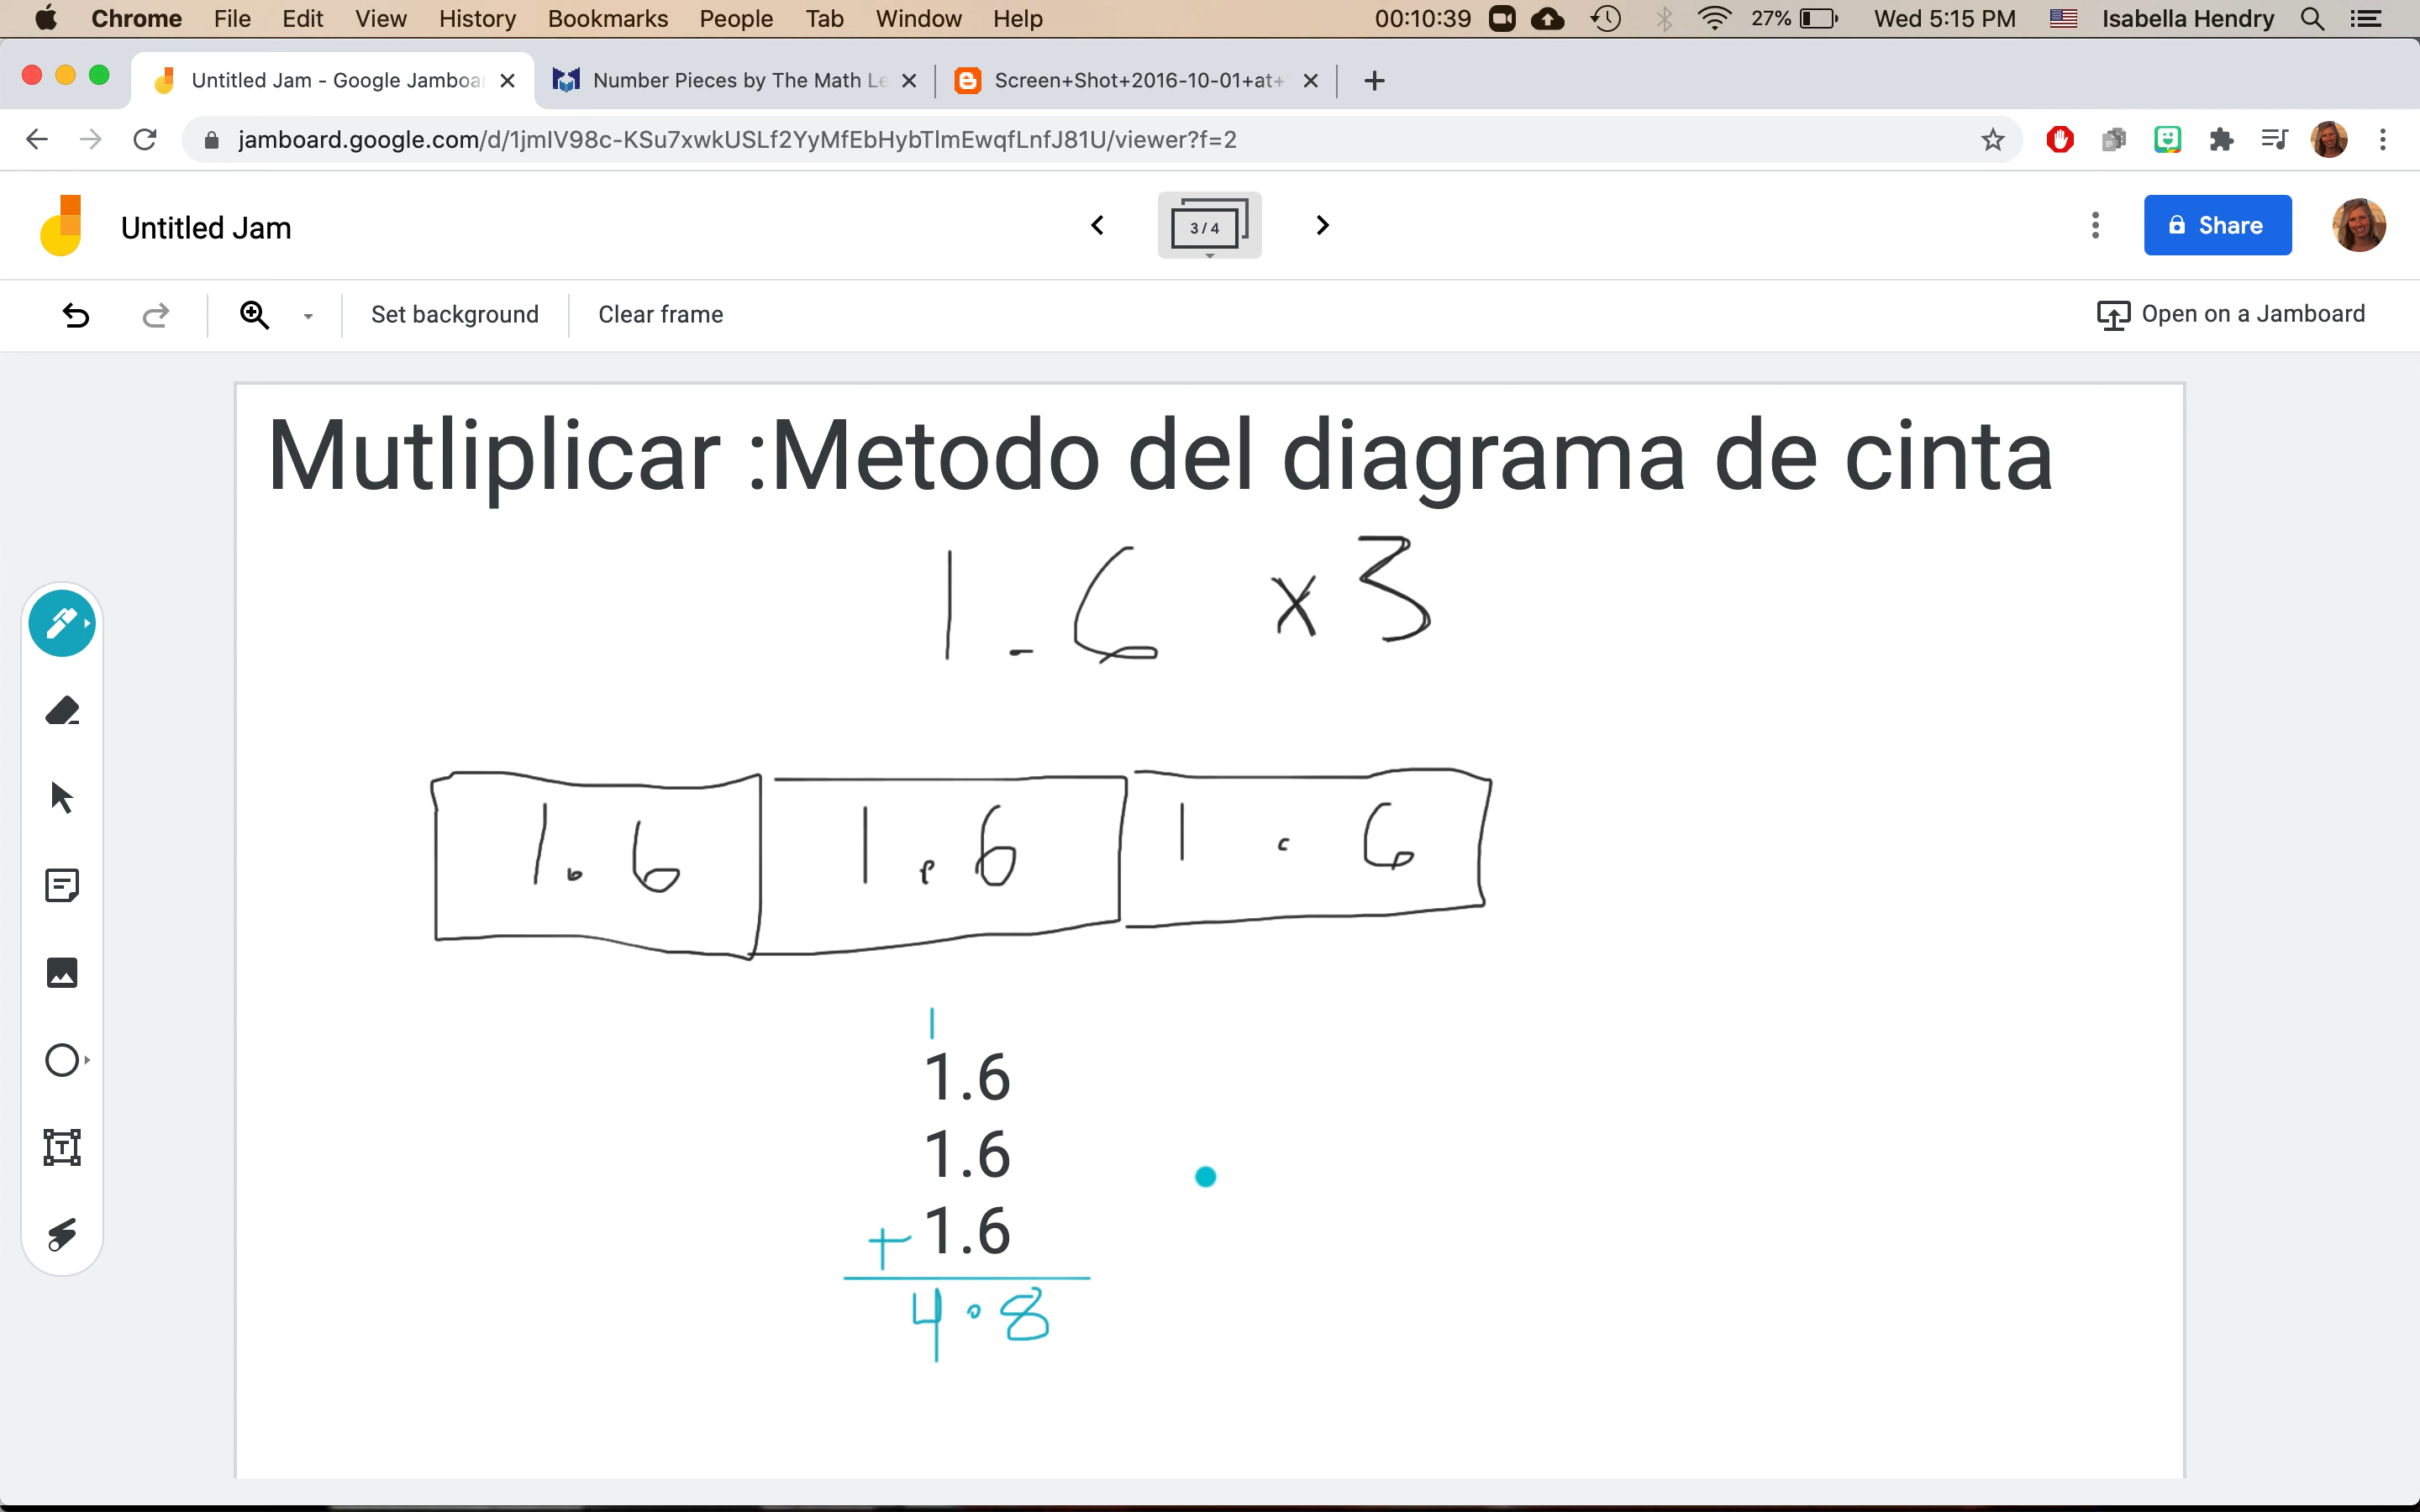 Chrome File Edit View History Bookmarks People Tab Window Help 00:10:39 27% Wed 5:15 PM Isabella Hendry
Untitled Jam - Google Jamboar Number Pieces by The Math Le Screen+Shot+2016-10-01+at+
jamboard.google.com/d/1jmIV98c-KSu7xwkUSLf2YyMfEbHybTlmEwqfLnfJ81U/viewer?f=2
Untitled Jam 3 / 4 Share
Set background Clear frame Open on a Jamboard
Mutliplicar :Metodo del diagrama de cinta
1.6 x 3
1.6 1.6 1.6
1
1.6
1.6
+ 1.6
4.8